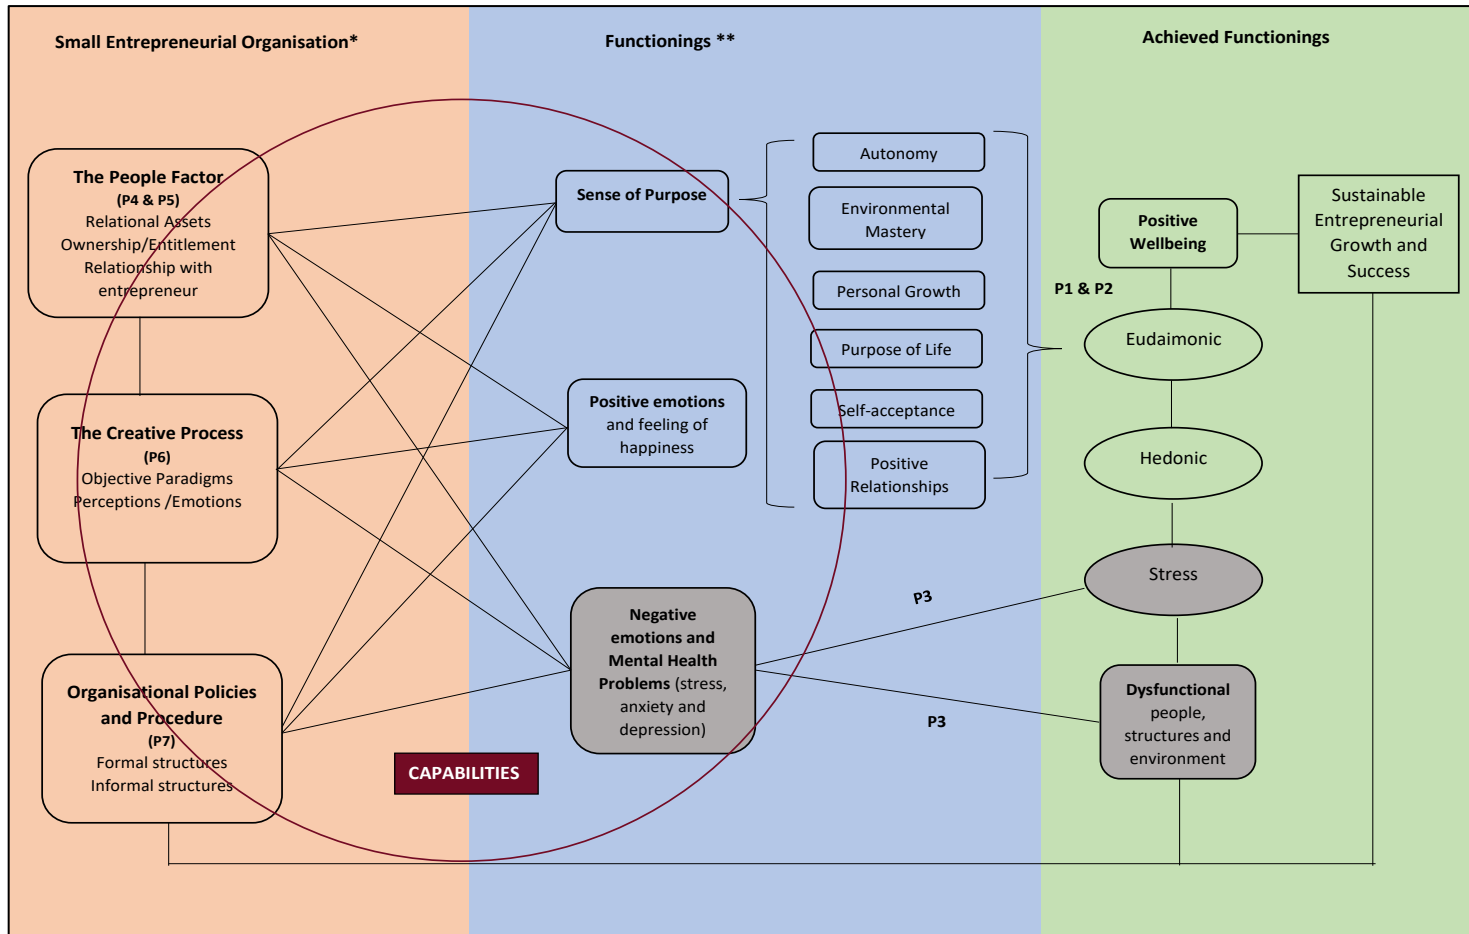 Small Entrepreneurial Organisation*
Functionings **
Achieved Functionings
The People Factor
(P4 & P5)
Relational Assets
Ownership/Entitlement
Relationship with
entrepreneur
The Creative Process
(P6)
Objective Paradigms
Perceptions /Emotions
Organisational Policies
and Procedure
(P7)
Formal structures
Informal structures
CAPABILITIES
Sense of Purpose
Positive emotions
and feeling of
happiness
Negative
emotions and
Mental Health
Problems (stress,
anxiety and
depression)
Autonomy
Environmental
Mastery
Personal Growth
Purpose of Life
Self-acceptance
Positive
Relationships
P1 & P2
P3
P3
Positive
Wellbeing
Eudaimonic
Hedonic
Stress
Dysfunctional
people,
structures and
environment
Sustainable
Entrepreneurial
Growth and
Success